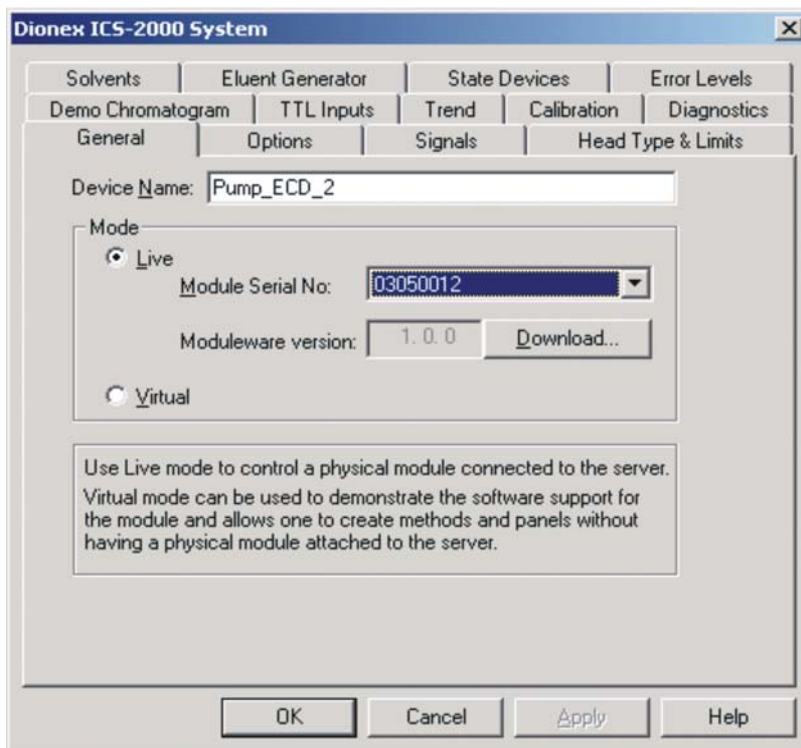 Dionex ICS-2000 System
Solvents Eluent Generator State Devices Error Levels
Demo Chromatogram TTL Inputs Trend Calibration Diagnostics
General Options Signals Head Type & Limits
Device Name: Pump_ECD_2
Mode
Live
Module Serial No: 03050012
Moduleware version: 1. 0. 0 Download...
Virtual
Use Live mode to control a physical module connected to the server.
Virtual mode can be used to demonstrate the software support for
the module and allows one to create methods and panels without
having a physical module attached to the server.
OK Cancel Apply Help